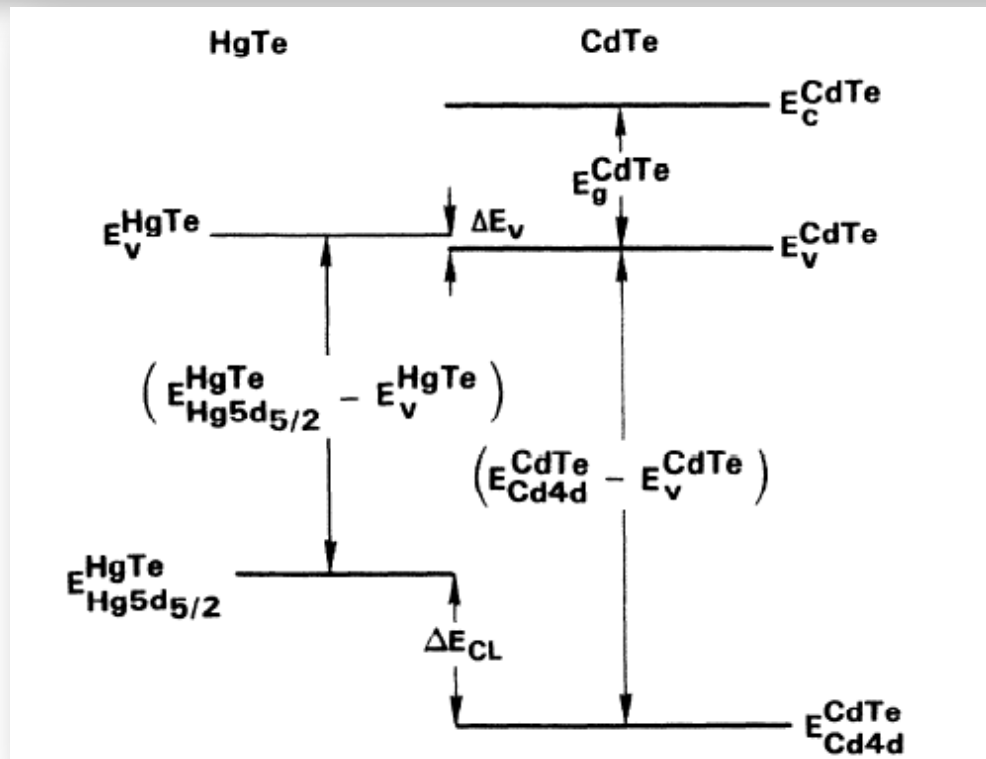 HgTe CdTe
E_c^CdTe
E_g^CdTe
E_v^HgTe ΔE_v E_v^CdTe
(E_Hg5d5/2^HgTe – E_v^HgTe)
(E_Cd4d^CdTe – E_v^CdTe)
E_Hg5d5/2^HgTe
ΔE_CL
E_Cd4d^CdTe